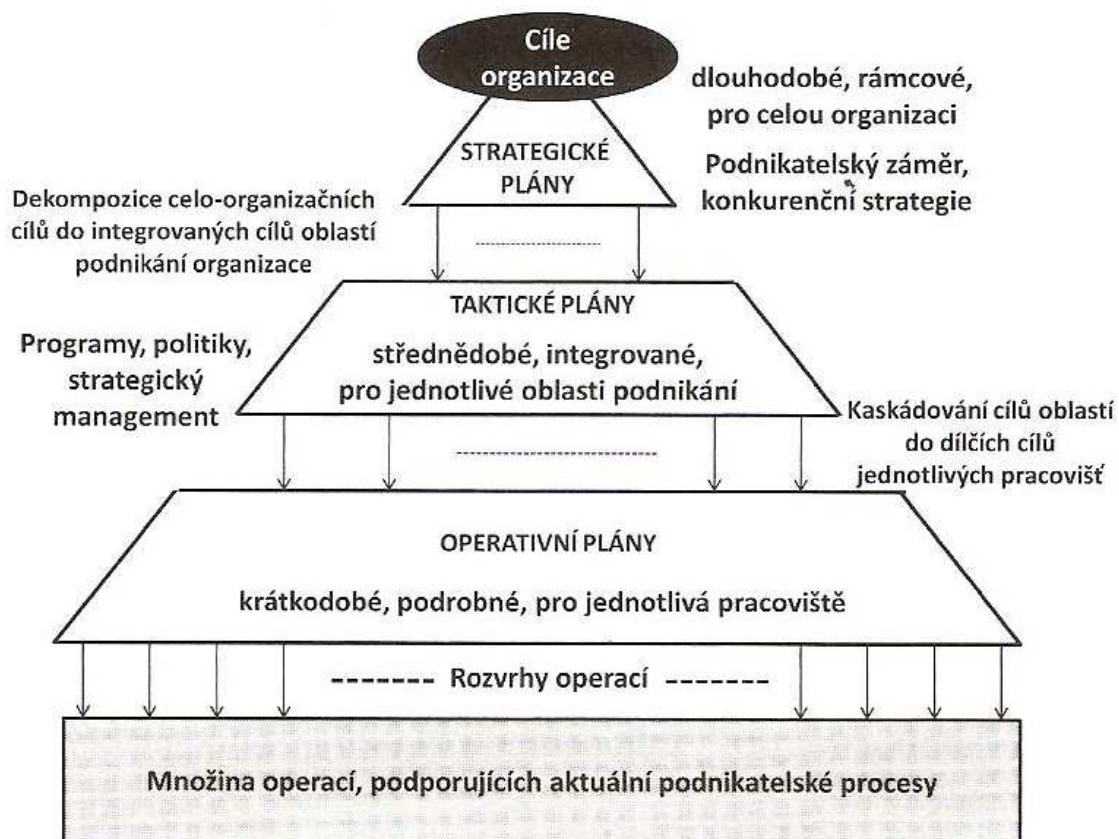 Cíle
organizace
dlouhodobé, rámcové,
pro celou organizaci
STRATEGICKÉ
PLÁNY
Podnikatelský záměr,
konkurenční strategie
Dekompozice celo-organizačních
cílů do integrovaných cílů oblastí
podnikání organizace
TAKTICKÉ PLÁNY
střednědobé, integrované,
pro jednotlivé oblasti podnikání
Programy, politiky,
strategický
management
Kaskádování cílů oblastí
do dílčích cílů
jednotlivých pracovišť
OPERATIVNÍ PLÁNY
krátkodobé, podrobné, pro jednotlivá pracoviště
Rozvrhy operací
Množina operací, podporujících aktuální podnikatelské procesy